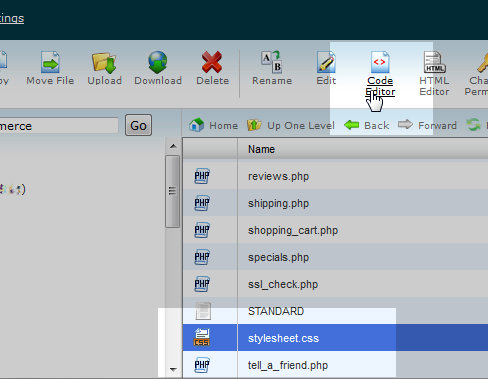 tings
py
Move File
Upload
Download
Delete
Rename
Edit
Code
Editor
HTML
Editor
Cha
Perm
merce
Go
Home
Up One Level
Back
Forward
R
Name
reviews.php
shipping.php
shopping_cart.php
specials.php
ssl_check.php
STANDARD
stylesheet.css
tell_a_friend.php